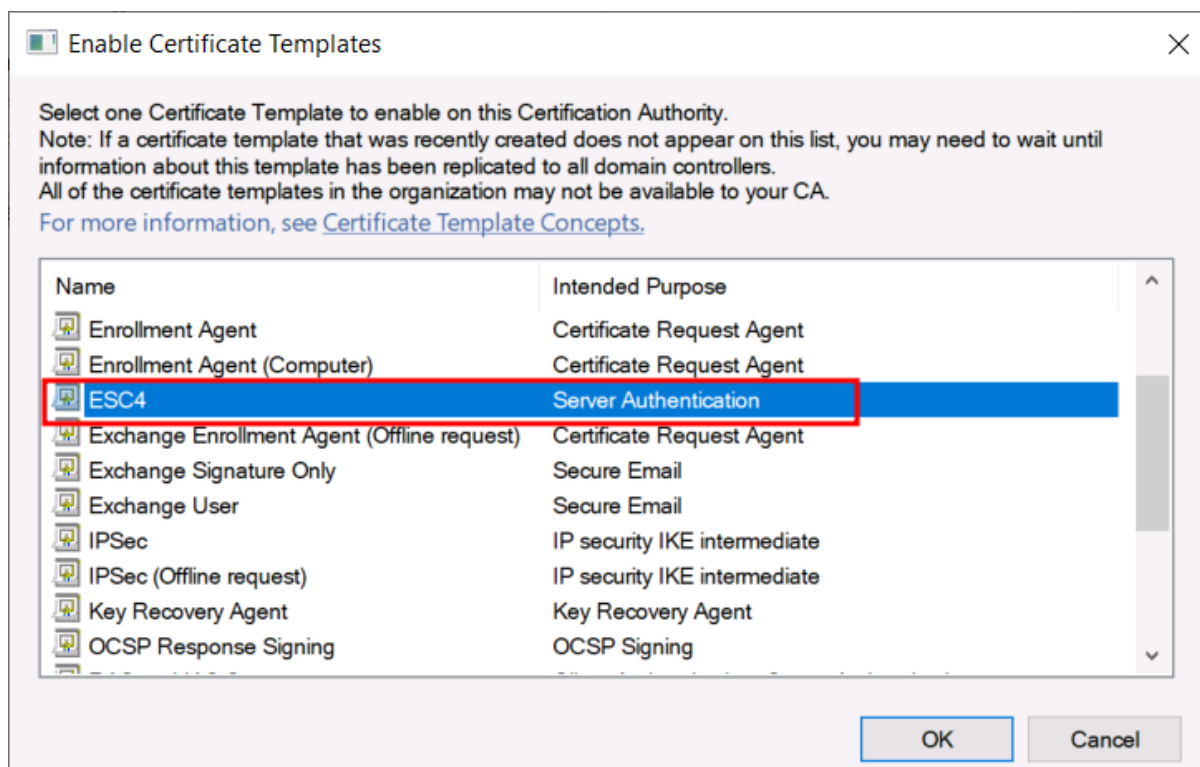 Enable Certificate Templates
Select one Certificate Template to enable on this Certification Authority.
Note: If a certificate template that was recently created does not appear on this list, you may need to wait until
information about this template has been replicated to all domain controllers.
All of the certificate templates in the organization may not be available to your CA.
For more information, see Certificate Template Concepts.
Name Intended Purpose
Enrollment Agent Certificate Request Agent
Enrollment Agent (Computer) Certificate Request Agent
ESC4 Server Authentication
Exchange Enrollment Agent (Offline request) Certificate Request Agent
Exchange Signature Only Secure Email
Exchange User Secure Email
IPSec IP security IKE intermediate
IPSec (Offline request) IP security IKE intermediate
Key Recovery Agent Key Recovery Agent
OCSP Response Signing OCSP Signing
OK Cancel